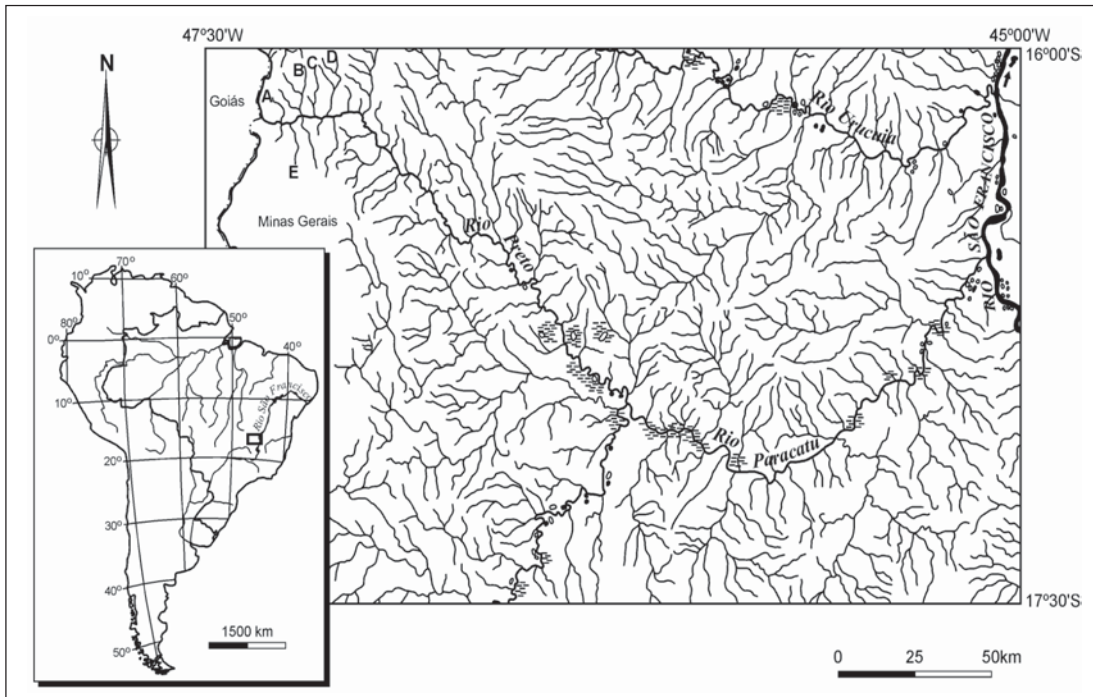 47°30'W
45°00'W
16°00'S
N
Goiás
A
B
C
D
E
Minas Gerais
Rio Urucuia
RIO SÃO FRANCISCO
Rio Preto
Rio Paracatu
17°30'S
70°
10°
60°
80°
50°
0°
40°
Rio São Francisco
10°
20°
30°
40°
50°
1500 km
0 25 50km